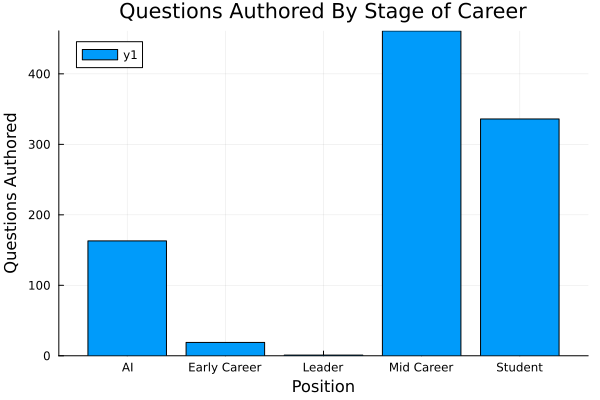 Questions Authored By Stage of Career
y1
Questions Authored
400
300
200
100
0
AI Early Career Leader Mid Career Student
Position